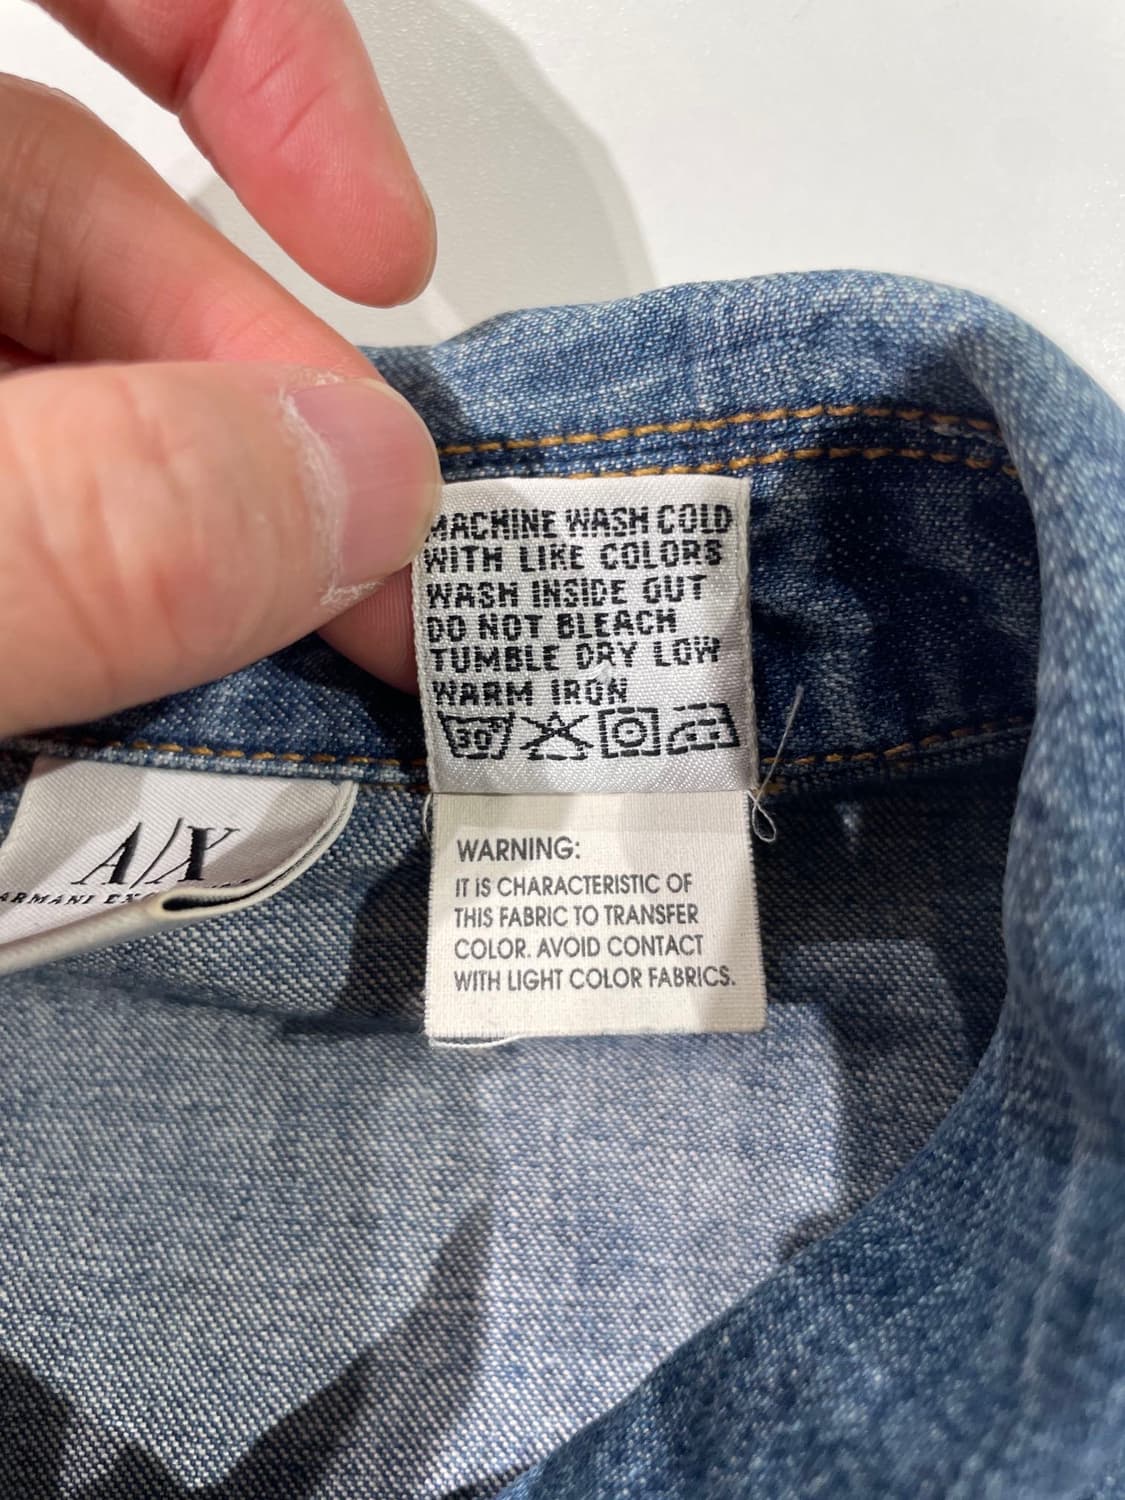 MACHINE WASH COLD
WITH LIKE COLORS
WASH INSIDE OUT
DO NOT BLEACH
TUMBLE DRY LOW
WARM IRON
30°
A/X
ARMANI
WARNING:
IT IS CHARACTERISTIC OF
THIS FABRIC TO TRANSFER
COLOR. AVOID CONTACT
WITH LIGHT COLOR FABRICS.